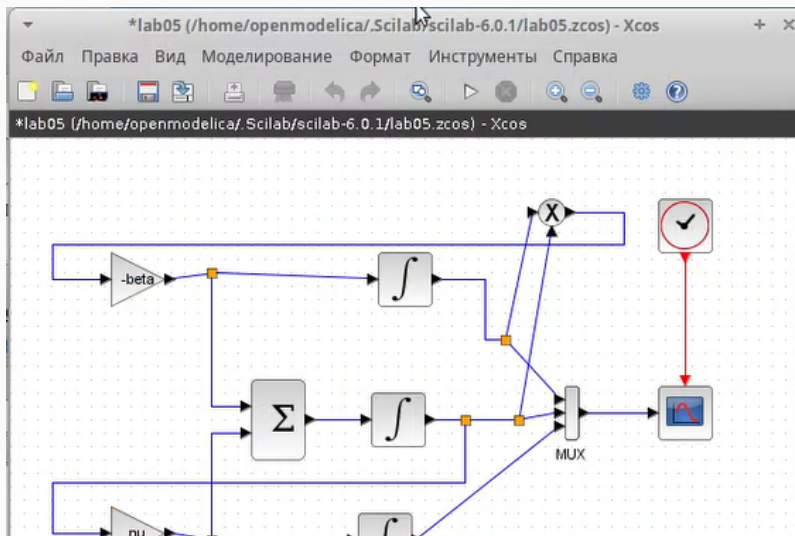 *lab05 (/home/openmodelica/.Scilab/scilab-6.0.1/lab05.zcos) - Xcos
Файл Правка Вид Моделирование Формат Инструменты Справка
*lab05 (/home/openmodelica/.Scilab/scilab-6.0.1/lab05.zcos) - Xcos
X
-beta
∫
Σ
∫
MUX
nu
∫